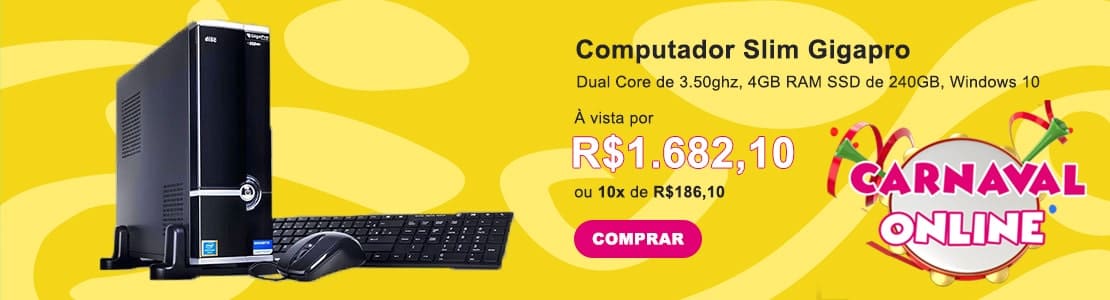 GigaPro
Computador Slim Gigapro
Dual Core de 3.50ghz, 4GB RAM SSD de 240GB, Windows 10
À vista por
R$1.682,10
ou 10x de R$186,10
COMPRAR
CARNAVAL
ONLINE